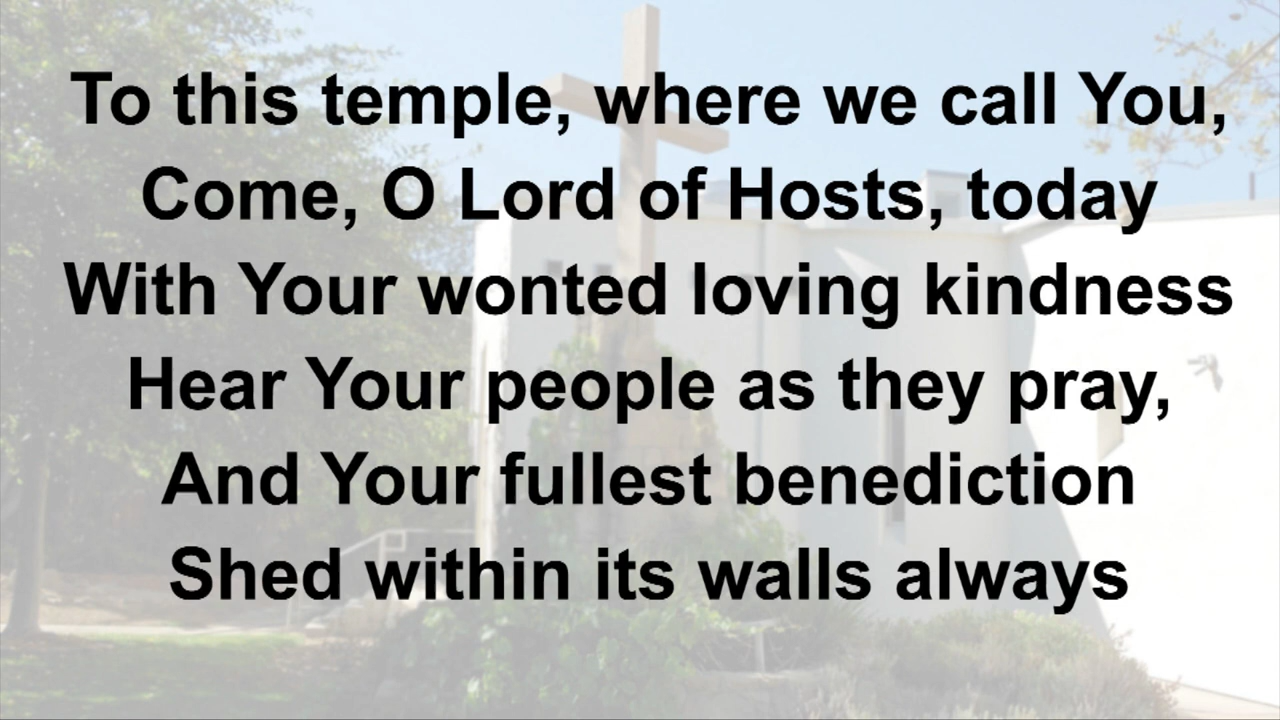 To this temple, where we call You,
Come, O Lord of Hosts, today
With Your wonted loving kindness
Hear Your people as they pray,
And Your fullest benediction
Shed within its walls always